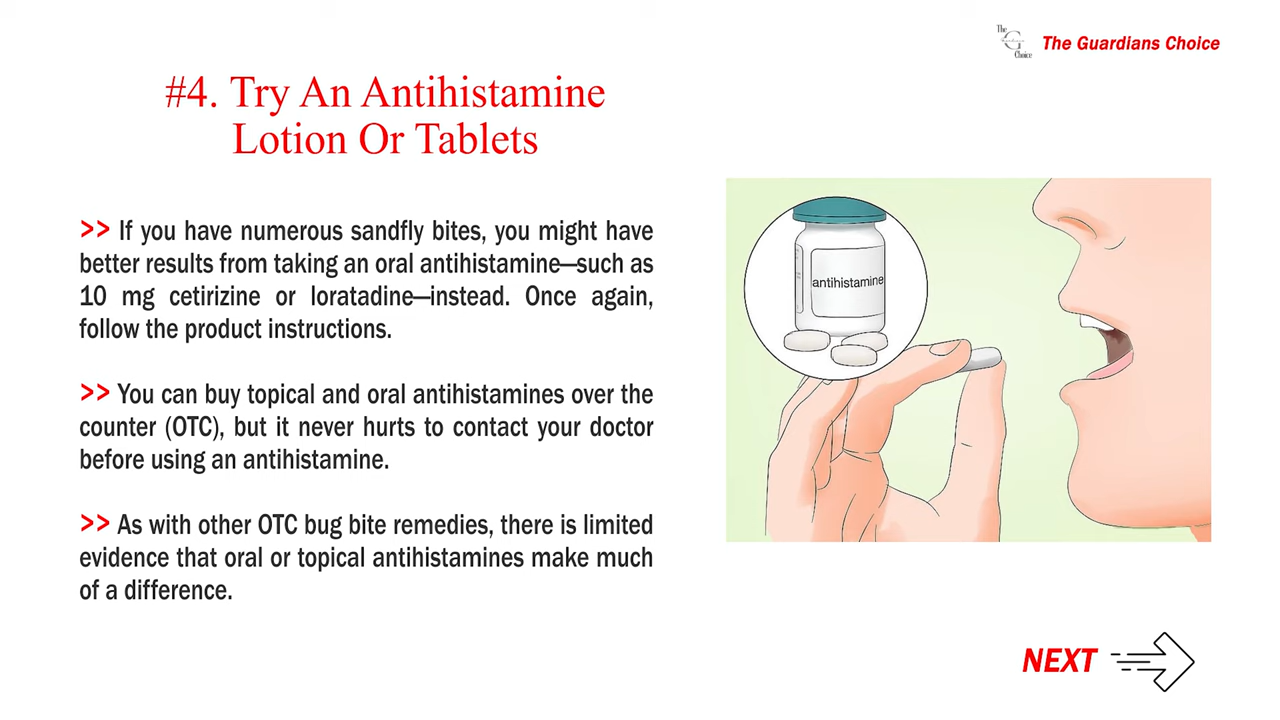 The
G
Choice
The Guardians Choice
#4. Try An Antihistamine
Lotion Or Tablets
>> If you have numerous sandfly bites, you might have
better results from taking an oral antihistamine—such as
10 mg cetirizine or loratadine—instead. Once again,
follow the product instructions.
>> You can buy topical and oral antihistamines over the
counter (OTC), but it never hurts to contact your doctor
before using an antihistamine.
>> As with other OTC bug bite remedies, there is limited
evidence that oral or topical antihistamines make much
of a difference.
antihistamine
NEXT